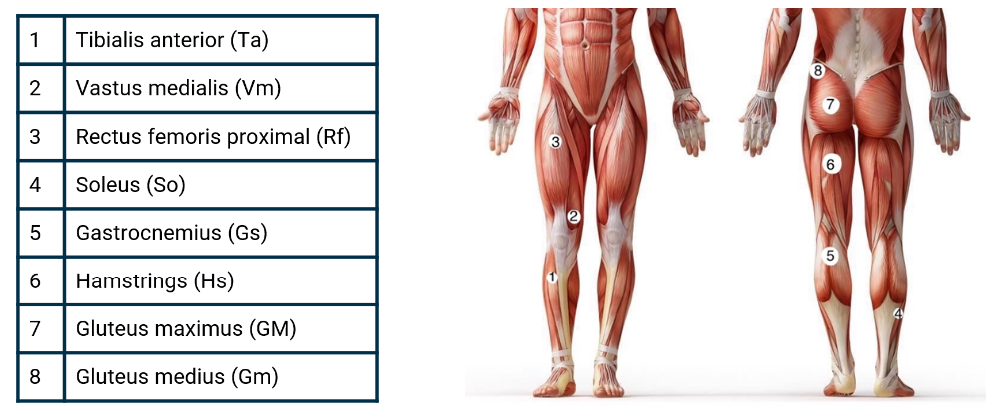 1 Tibialis anterior (Ta)
2 Vastus medialis (Vm)
3 Rectus femoris proximal (Rf)
4 Soleus (So)
5 Gastrocnemius (Gs)
6 Hamstrings (Hs)
7 Gluteus maximus (GM)
8 Gluteus medius (Gm)
3
2
1
8
7
6
5
4